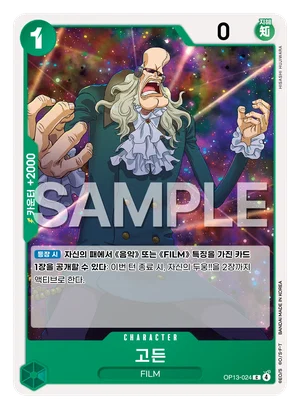 1
0
지혜
知
HISASHI FUJIWARA
카운터 +2000
SAMPLE
등장 시 자신의 패에서 《음악》 또는 《FILM》 특징을 가진 카드
1장을 공개할 수 있다. 이번 턴 종료 시, 자신의 두웅!!을 2장까지
액티브로 한다.
CHARACTER
고든
FILM
OP13-024
4
BANDAI MADE IN KOREA